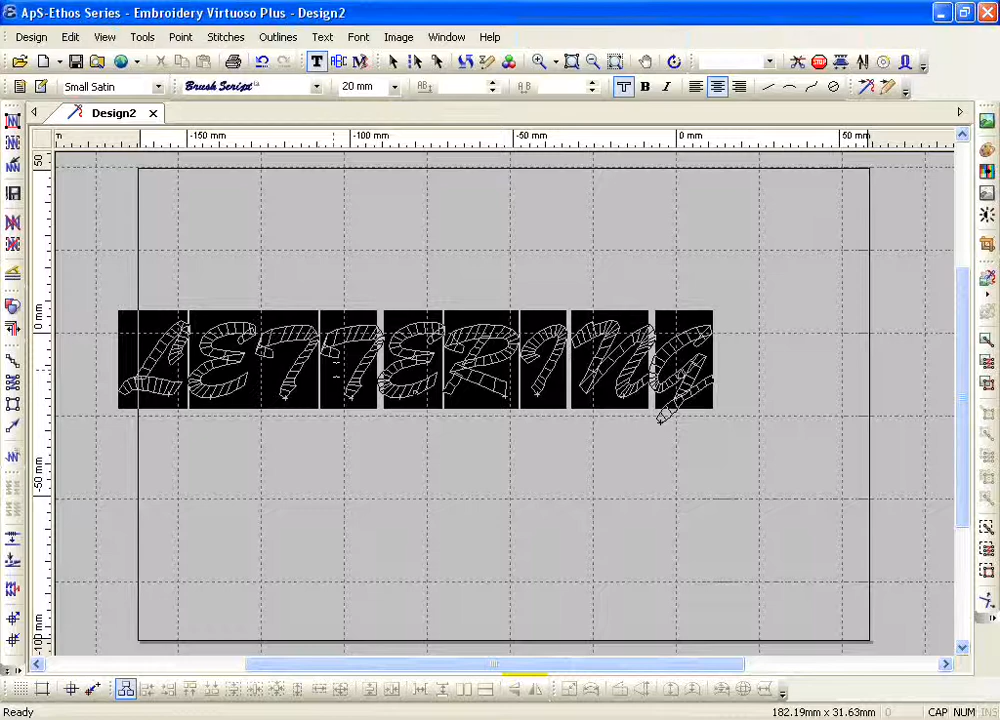 ApS-Ethos Series - Embroidery Virtuoso Plus - Design2
Design Edit View Tools Point Stitches Outlines Text Font Image Window Help
Small Satin Brush Script 20 mm
Design2
-150 mm -100 mm -50 mm 0 mm 50 mm
50
0 mm
-50 mm
-100 mm
LETTERING
Ready 182.19mm x 31.63mm 0 CAP NUM INS